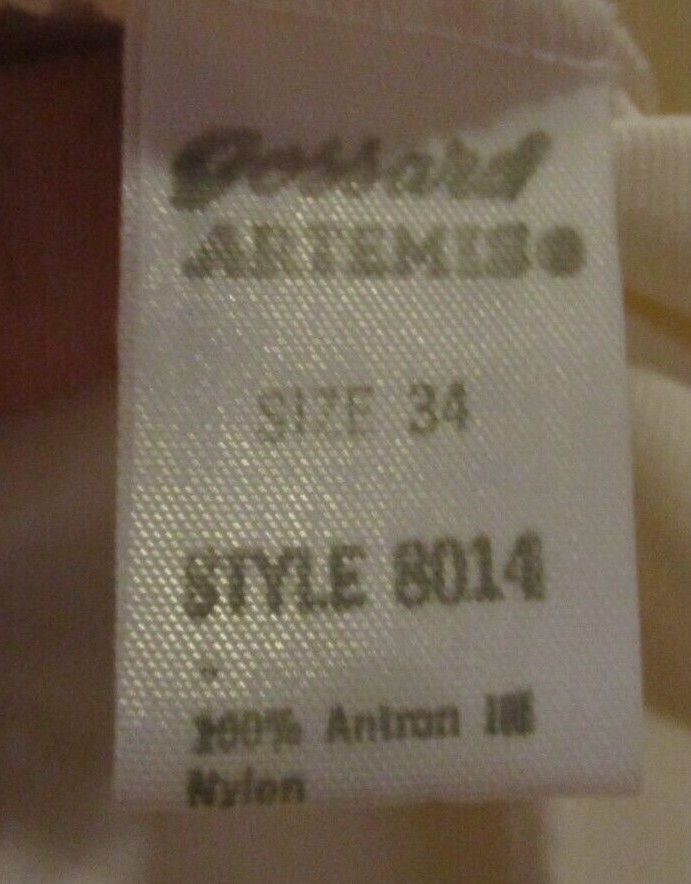 Gossard
ARTEMIS®
SIZE 34
STYLE 8014
100% Antron III
Nylon